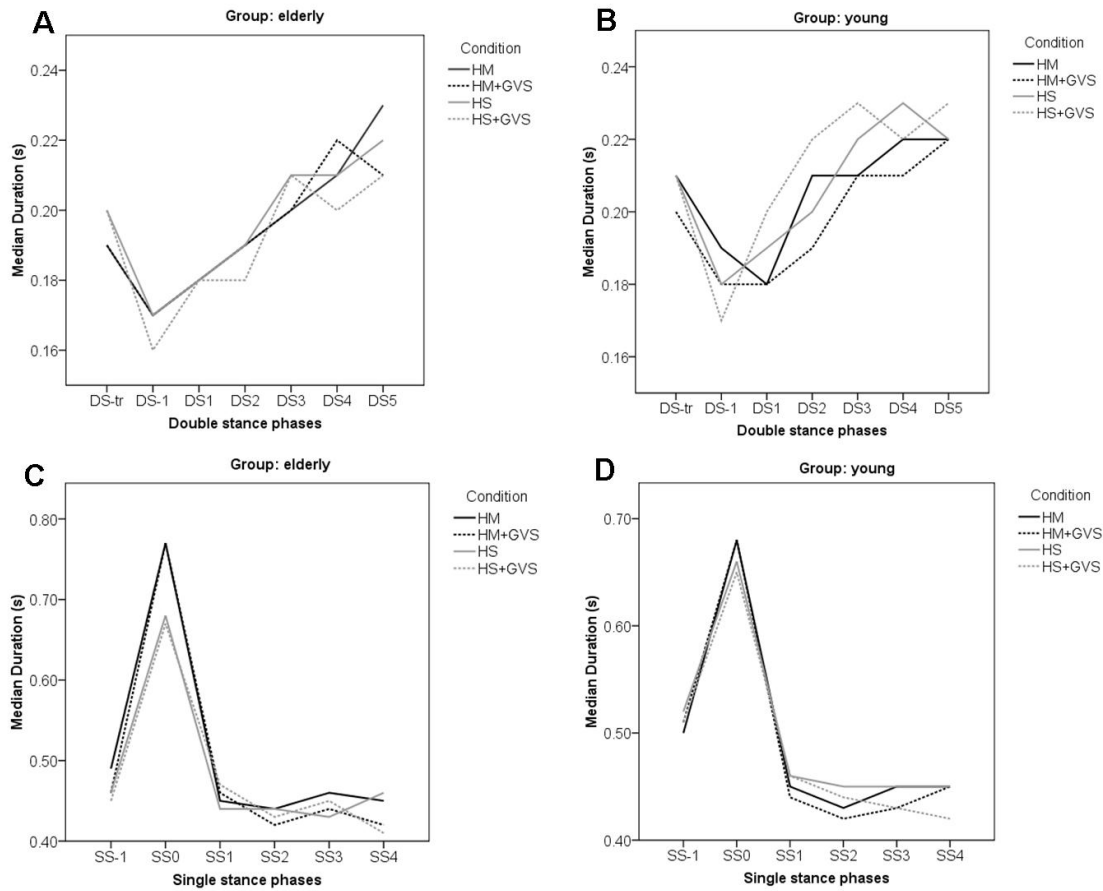 A
Group: elderly
Median Duration (s)
0.24
0.22
0.20
0.18
0.16
DS-tr DS-1 DS1 DS2 DS3 DS4 DS5
Double stance phases
Condition
HM
HM+GVS
HS
HS+GVS
B
Group: young
Median Duration (s)
0.24
0.22
0.20
0.18
0.16
DS-tr DS-1 DS1 DS2 DS3 DS4 DS5
Double stance phases
Condition
HM
HM+GVS
HS
HS+GVS
C
Group: elderly
Median Duration (s)
0.80
0.70
0.60
0.50
0.40
SS-1 SS0 SS1 SS2 SS3 SS4
Single stance phases
Condition
HM
HM+GVS
HS
HS+GVS
D
Group: young
Median Duration (s)
0.70
0.60
0.50
0.40
SS-1 SS0 SS1 SS2 SS3 SS4
Single stance phases
Condition
HM
HM+GVS
HS
HS+GVS